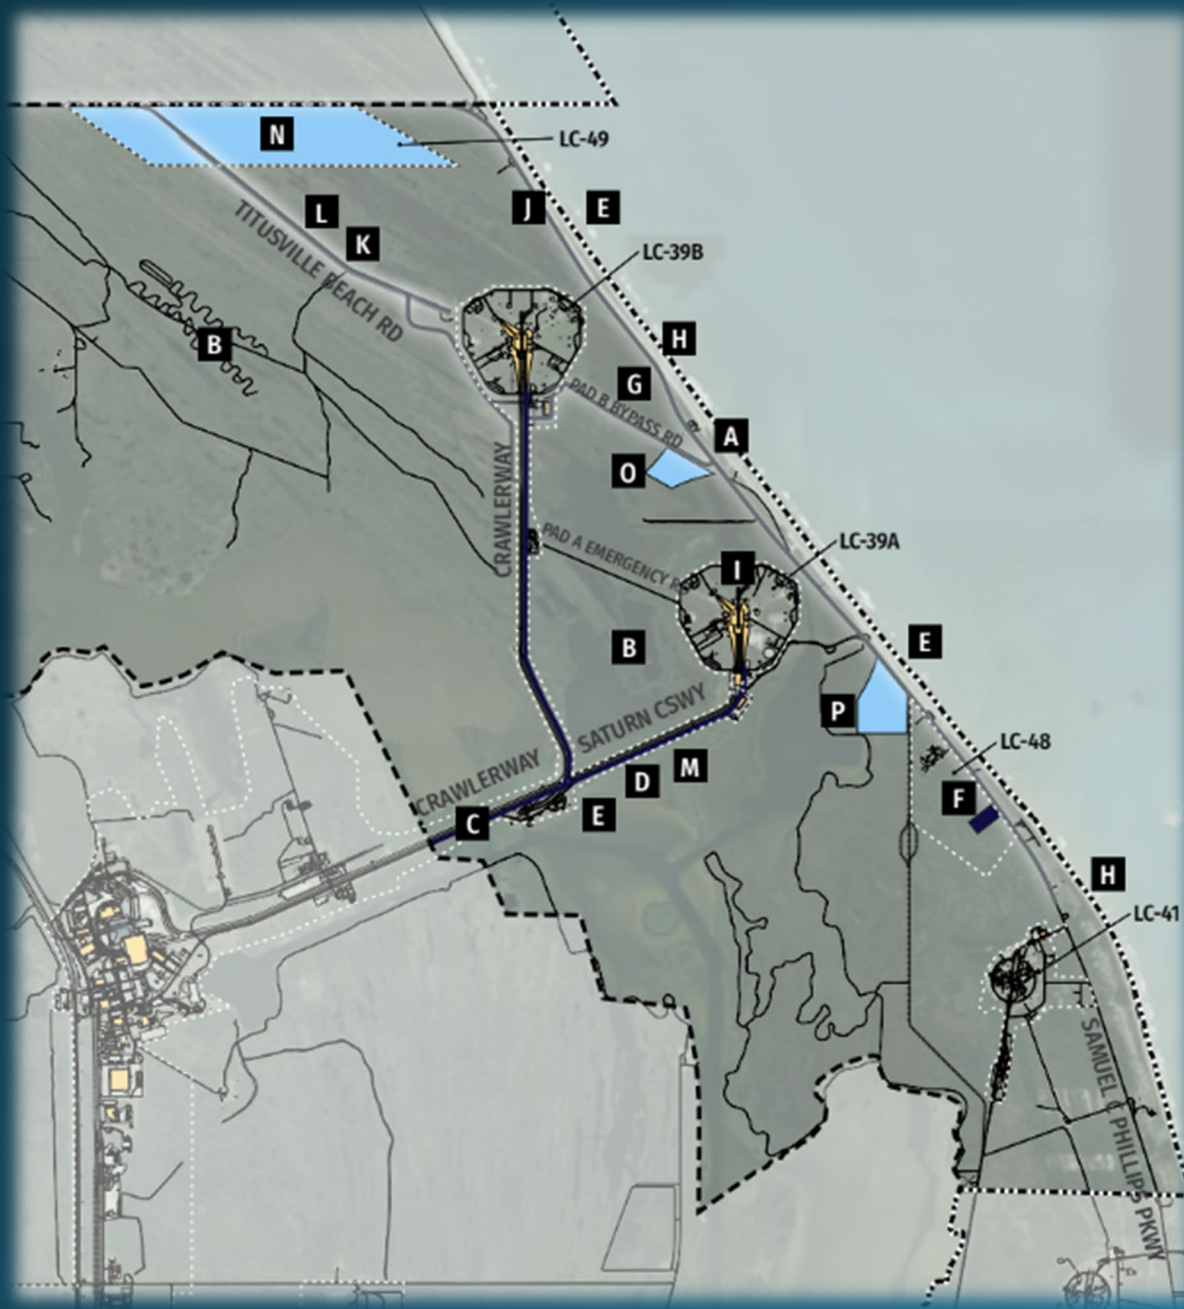 N
LC-49
L
J
E
K
TITUSVILLE BEACH RD
LC-39B
B
H
G
PAD B BYPASS RD
A
O
CRAWLERWAY
PAD A EMERGENCY R
LC-39A
I
B
E
SATURN CSWY
P
LC-48
M
D
CRAWLERWAY
F
E
C
H
LC-41
SAMUEL C PHILLIPS PKWY